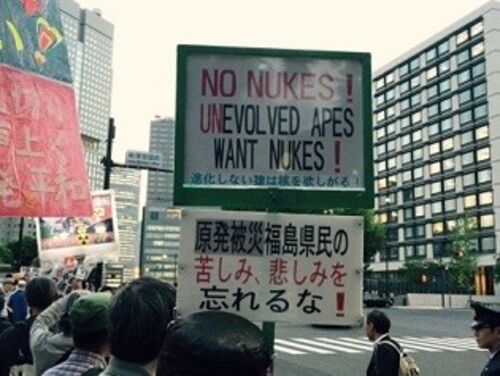 NO NUKES!
UNEVOLVED APES
WANT NUKES!
進化しない猿は核を欲しがる!
原発被災福島県民の
苦しみ、悲しみを
忘れるな!